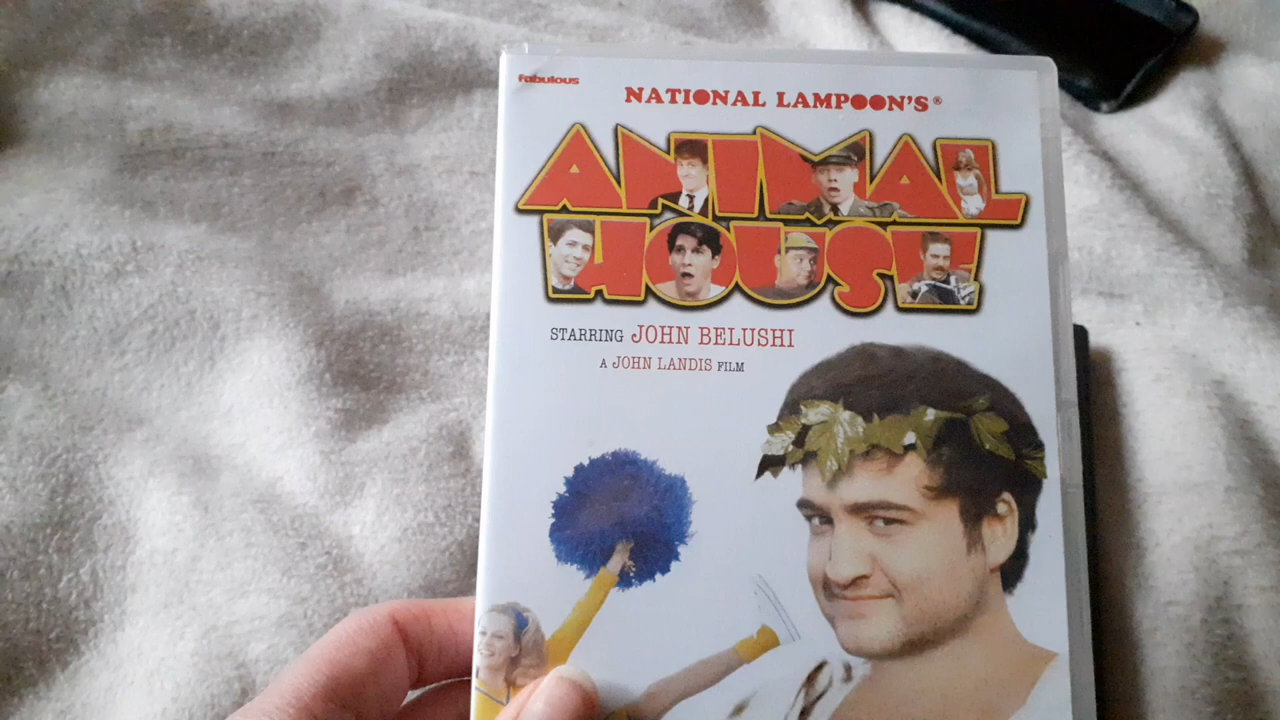 fabulous
NATIONAL LAMPOON'S®
ANIMAL
HOUSE
STARRING JOHN BELUSHI
A JOHN LANDIS FILM